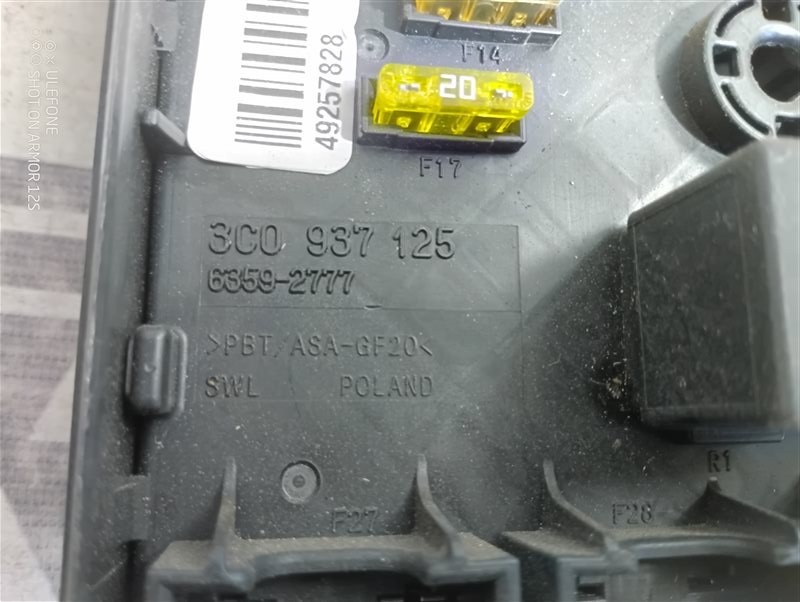 F14
20
49257828
F17
3C0 937 125
6359-2777
>PBT/ASA-GF20<
SWL POLAND
R1
F27
F28
ULEFONE
SHOT ON ARMOR 12S